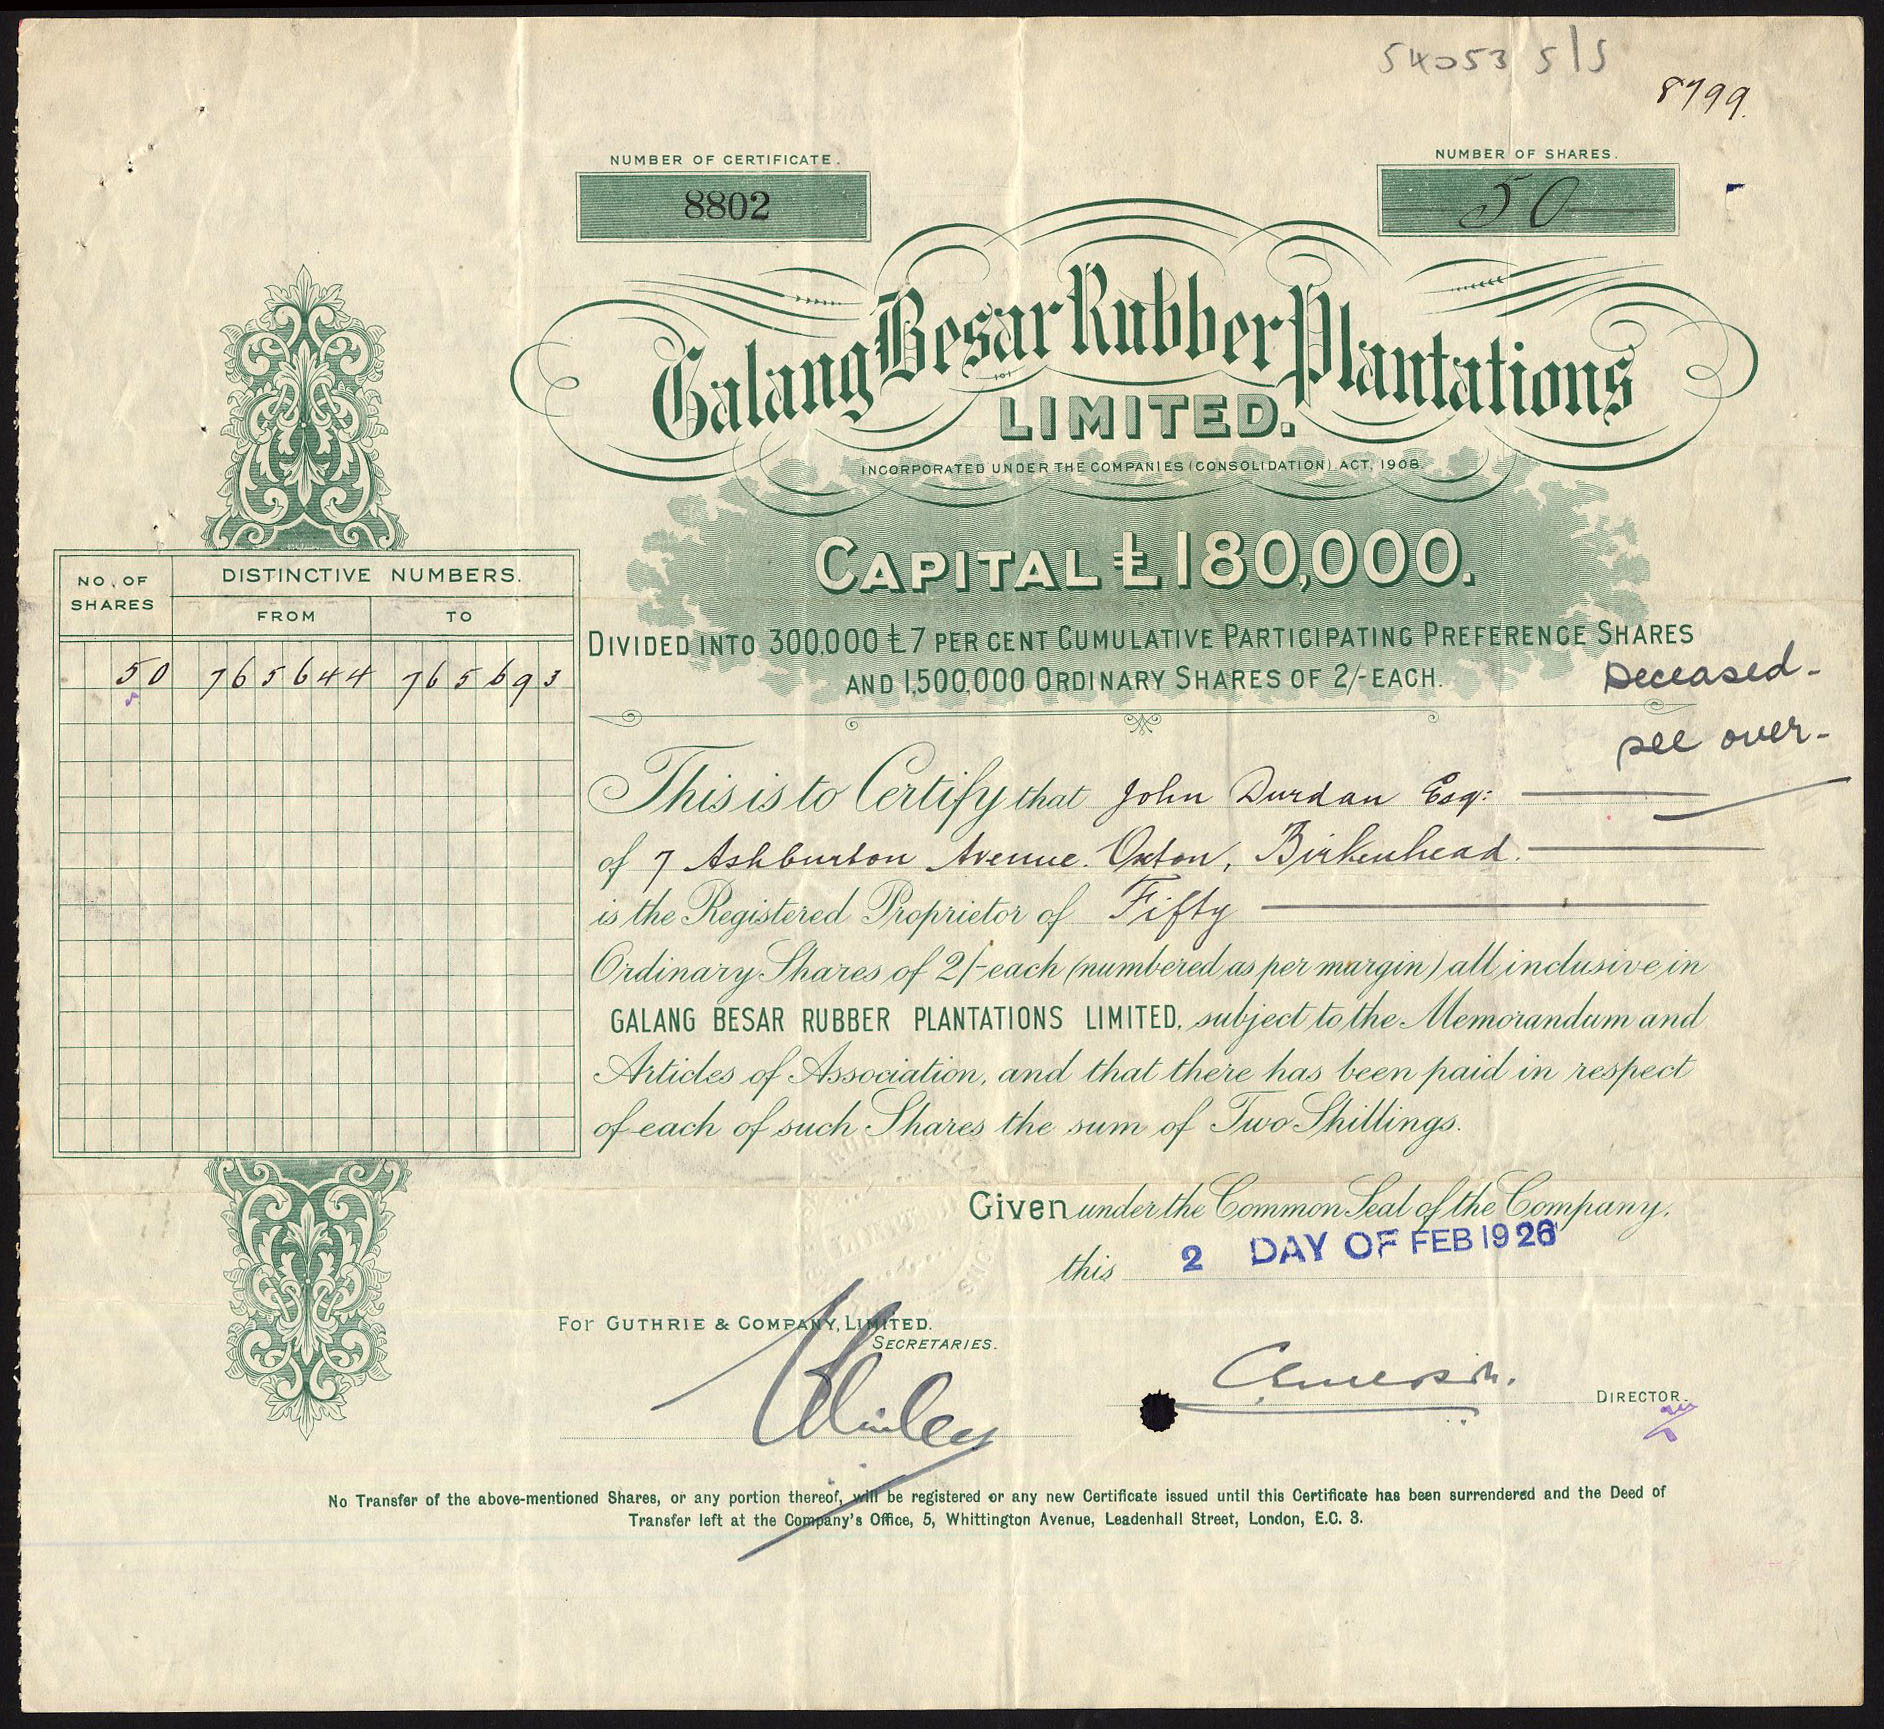 54053 5/5
8799.
NUMBER OF CERTIFICATE.
8802
NUMBER OF SHARES.
50
Galang Besar Rubber Plantations
LIMITED.
INCORPORATED UNDER THE COMPANIES (CONSOLIDATION) ACT, 1908.
CAPITAL £180,000.
DIVIDED INTO 300,000 £7 PER CENT CUMULATIVE PARTICIPATING PREFERENCE SHARES
AND 1,500,000 ORDINARY SHARES OF 2/- EACH.
Deceased -
see over -
NO. OF SHARES
DISTINCTIVE NUMBERS.
FROM TO
50 765644 765693
This is to Certify that John Durdan Esq:
of 7 Ashburton Avenue. Oxton, Birkenhead.
is the Registered Proprietor of Fifty
Ordinary Shares of 2/- each (numbered as per margin) all inclusive in
GALANG BESAR RUBBER PLANTATIONS LIMITED, subject to the Memorandum and
Articles of Association, and that there has been paid in respect
of each of such Shares the sum of Two Shillings.
Given under the Common Seal of the Company.
this 2 DAY OF FEB 1926
For GUTHRIE & COMPANY, LIMITED.
SECRETARIES.
DIRECTOR.
No Transfer of the above-mentioned Shares, or any portion thereof, will be registered or any new Certificate issued until this Certificate has been surrendered and the Deed of
Transfer left at the Company's Office, 5, Whittington Avenue, Leadenhall Street, London, E.C. 3.